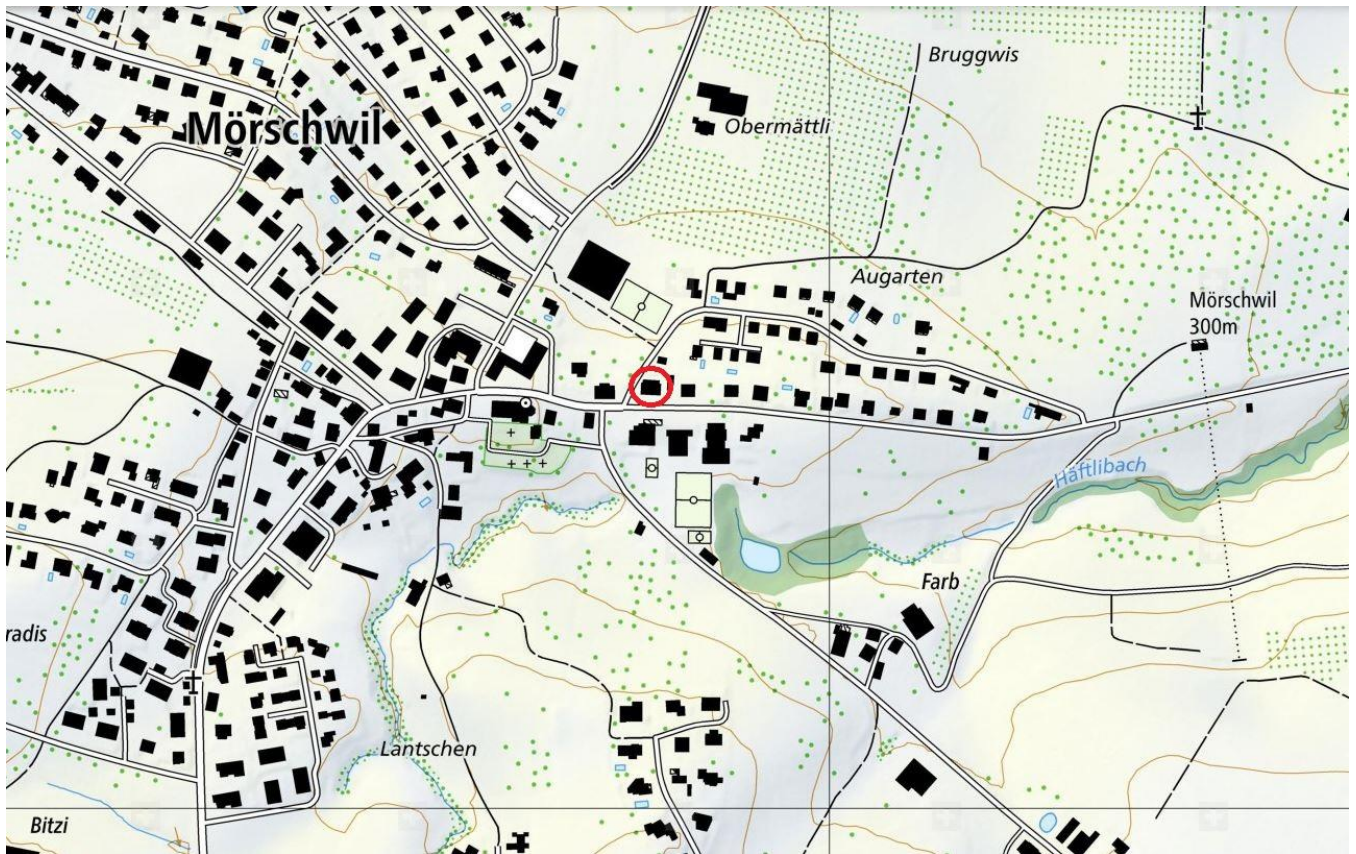 Bruggwis
Mörschwil
Obermättli
Augarten
Mörschwil
300m
Häftlibach
Farb
radis
Lantschen
Bitzi